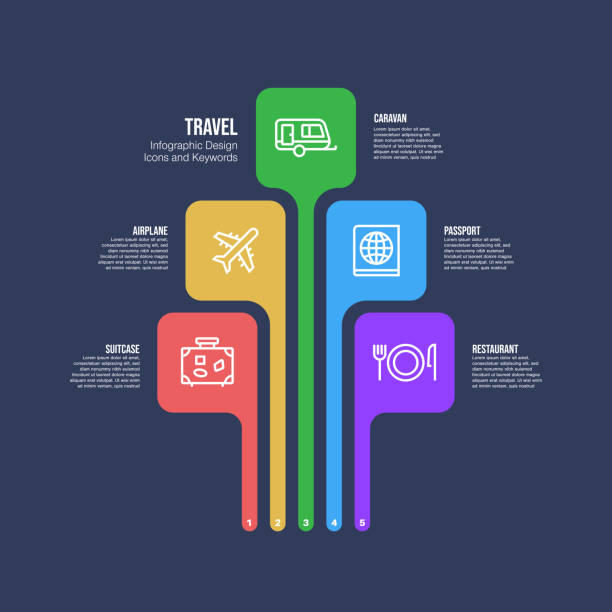 TRAVEL
Infographic Design
Icons and Keywords
CARAVAN
Lorem ipsum dolor sit amet,
consectetuer adipiscing elit,
sed diam nonummy nibh
euismod tincidunt ut laoreet
dolore magna aliquam erat
volutpat. Ut wisi enim ad
minim veniam, quis nostrud
AIRPLANE
Lorem ipsum dolor sit amet,
consectetuer adipiscing elit, sed
diam nonummy nibh euismod
tincidunt ut laoreet dolore magna
aliquam erat volutpat. Ut wisi enim
ad minim veniam, quis nostrud
PASSPORT
Lorem ipsum dolor sit amet,
consectetuer adipiscing elit, sed
diam nonummy nibh euismod
tincidunt ut laoreet dolore magna
aliquam erat volutpat. Ut wisi enim
ad minim veniam, quis nostrud
SUITCASE
Lorem ipsum dolor sit amet,
consectetuer adipiscing elit, sed
diam nonummy nibh euismod
tincidunt ut laoreet dolore magna
aliquam erat volutpat. Ut wisi enim
ad minim veniam, quis nostrud
RESTAURANT
Lorem ipsum dolor sit amet,
consectetuer adipiscing elit, sed
diam nonummy nibh euismod
tincidunt ut laoreet dolore magna
aliquam erat volutpat. Ut wisi enim
ad minim veniam, quis nostrud
1 2 3 4 5